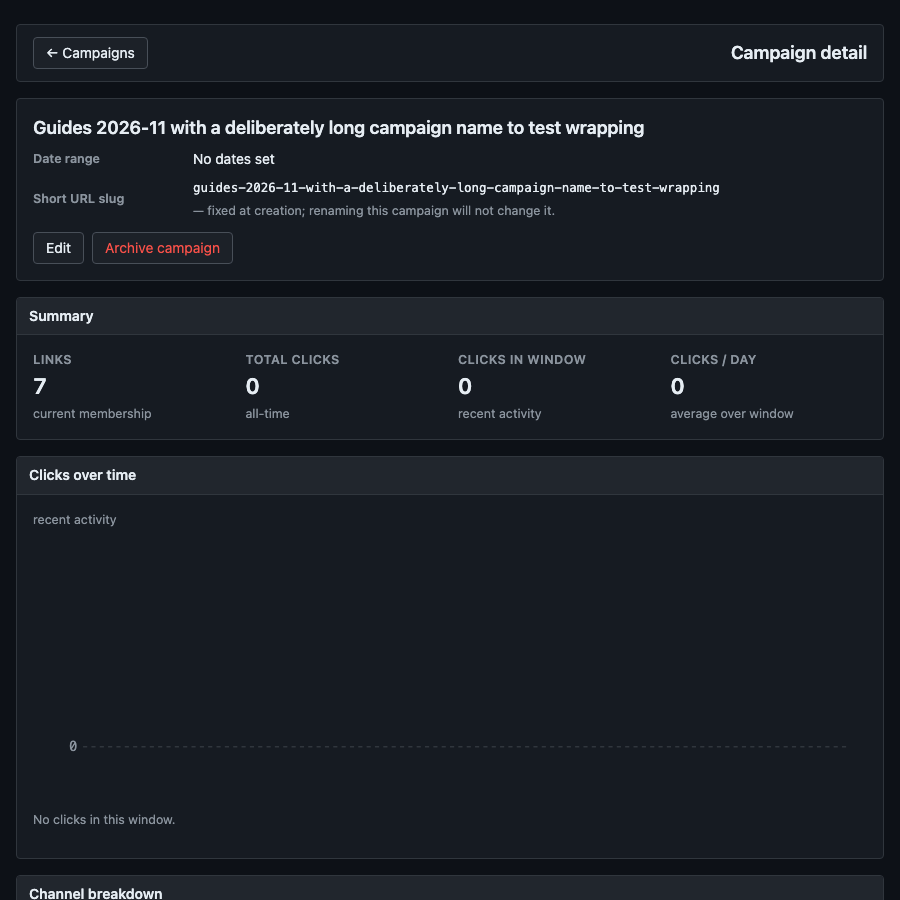 ← Campaigns
Campaign detail
Guides 2026-11 with a deliberately long campaign name to test wrapping
Date range
No dates set
Short URL slug
guides-2026-11-with-a-deliberately-long-campaign-name-to-test-wrapping
— fixed at creation; renaming this campaign will not change it.
Edit
Archive campaign
Summary
LINKS
7
current membership
TOTAL CLICKS
0
all-time
CLICKS IN WINDOW
0
recent activity
CLICKS / DAY
0
average over window
Clicks over time
recent activity
0
No clicks in this window.
Channel breakdown